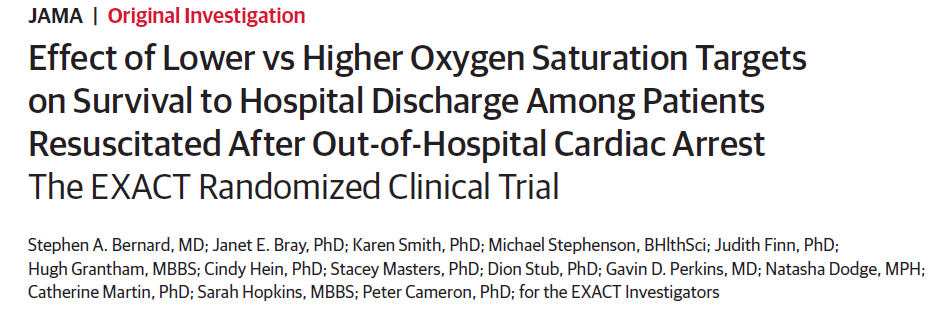 JAMA | Original Investigation
Effect of Lower vs Higher Oxygen Saturation Targets
on Survival to Hospital Discharge Among Patients
Resuscitated After Out-of-Hospital Cardiac Arrest
The EXACT Randomized Clinical Trial
Stephen A. Bernard, MD; Janet E. Bray, PhD; Karen Smith, PhD; Michael Stephenson, BHlthSci; Judith Finn, PhD;
Hugh Grantham, MBBS; Cindy Hein, PhD; Stacey Masters, PhD; Dion Stub, PhD; Gavin D. Perkins, MD; Natasha Dodge, MPH;
Catherine Martin, PhD; Sarah Hopkins, MBBS; Peter Cameron, PhD; for the EXACT Investigators